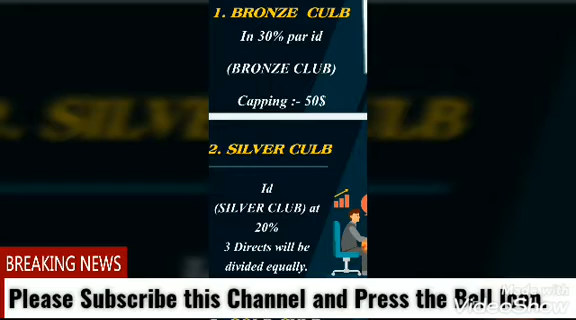 1. BRONZE CULB
In 30% par id
(BRONZE CLUB)
Capping :- 50$
2. SILVER CULB
Id
(SILVER CLUB) at
20%
3 Directs will be
divided equally.
BREAKING NEWS
Please Subscribe this Channel and Press the Bell Icon.
Made with
VideoShow